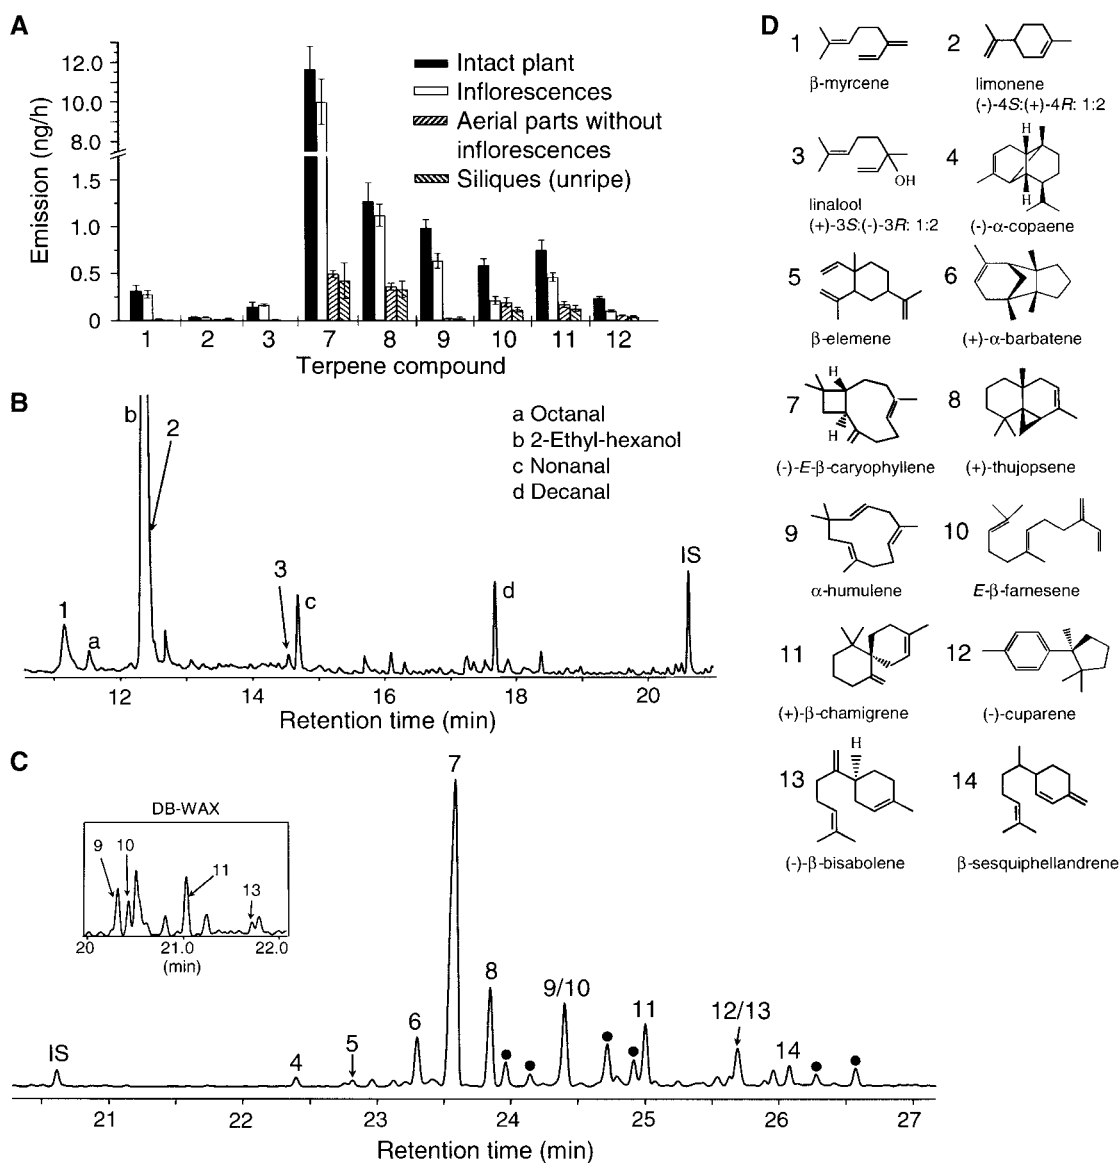 A
Emission (ng/h)
12.0
10.0
8.0
1.5
1.0
0.5
0
Intact plant
Inflorescences
Aerial parts without
inflorescences
Siliques (unripe)
1 2 3 7 8 9 10 11 12
Terpene compound
B
b
2
a Octanal
b 2-Ethyl-hexanol
c Nonanal
d Decanal
1
a
3
c
d
IS
12 14 16 18 20
Retention time (min)
C
DB-WAX
9
10
11
13
20 21.0 22.0
(min)
IS
4
5
6
7
8
9/10
11
12/13
14
21 22 23 24 25 26 27
Retention time (min)
D
1
β-myrcene
2
limonene
(-)-4S:(+)-4R: 1:2
3
OH
linalool
(+)-3S:(-)-3R: 1:2
4
H
H
(-)-α-copaene
5
β-elemene
6
(+)-α-barbatene
7
H
H
(-)-E-β-caryophyllene
8
(+)-thujopsene
9
α-humulene
10
E-β-farnesene
11
(+)-β-chamigrene
12
(-)-cuparene
13
H
(-)-β-bisabolene
14
β-sesquiphellandrene